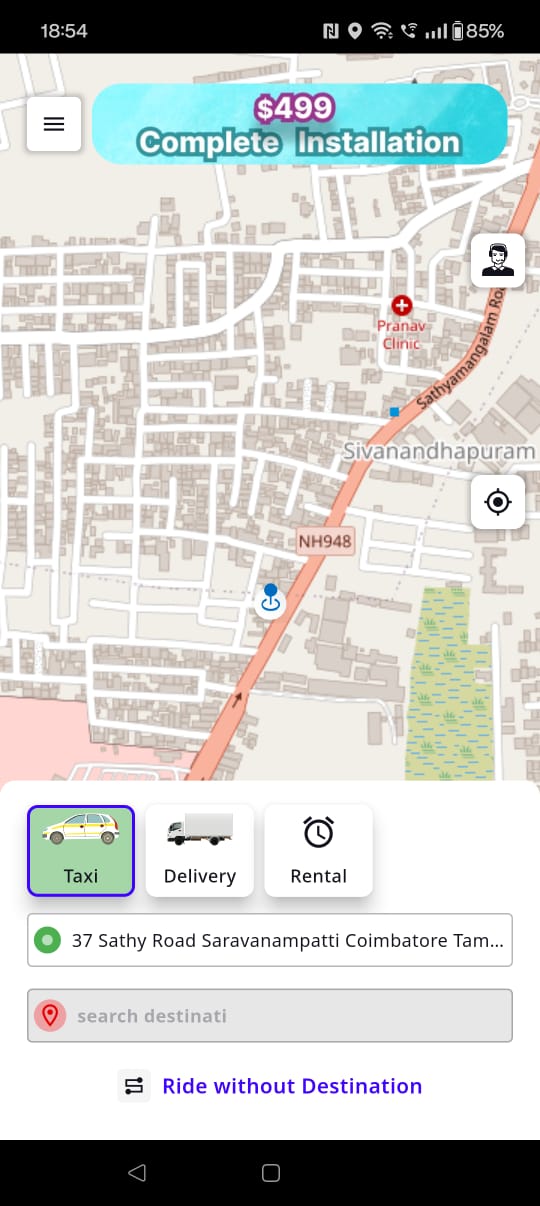 18:54
85%
$499
Complete Installation
Pranav
Clinic
Sathyamangalam Roa
Sivanandhapuram
NH948
Taxi
Delivery
Rental
37 Sathy Road Saravanampatti Coimbatore Tam...
search destinati
Ride without Destination